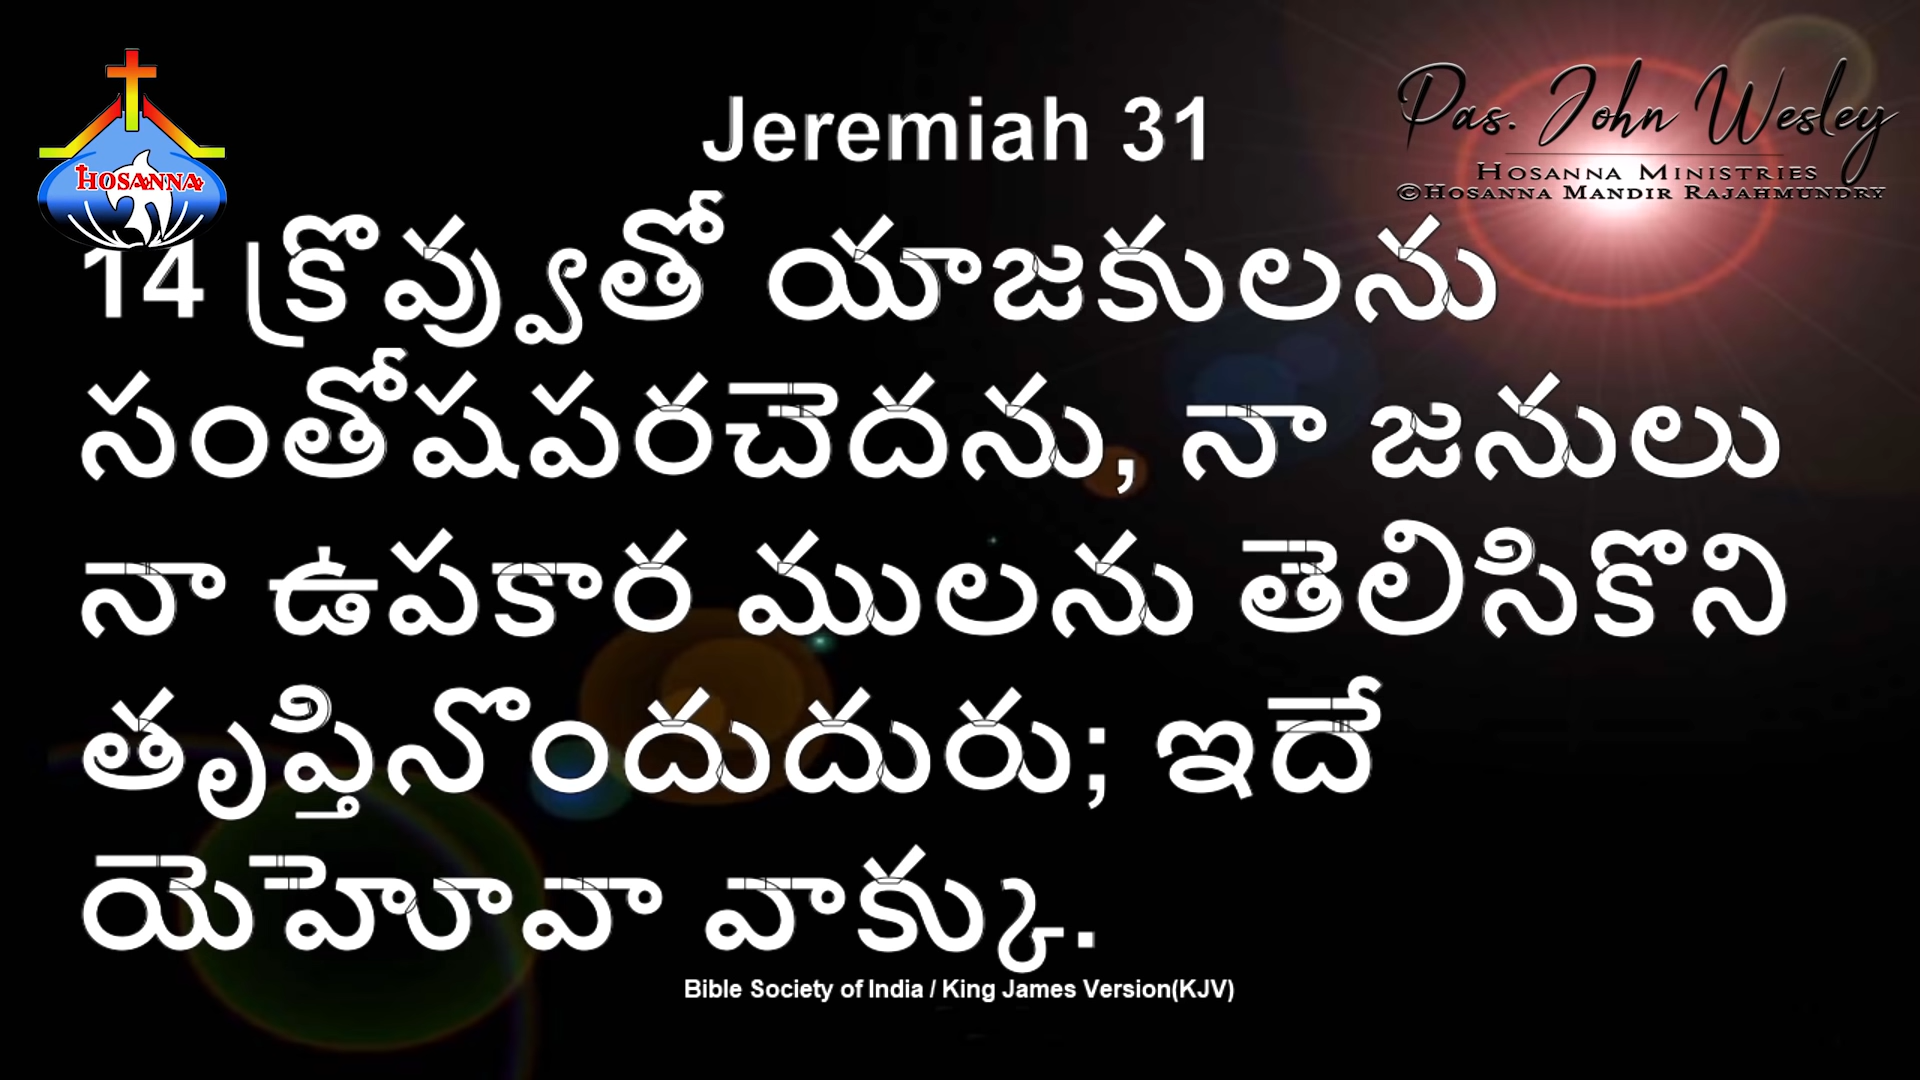 HOSANNA
Jeremiah 31
Pas. John Wesley
HOSANNA MINISTRIES
©HOSANNA MANDIR RAJAHMUNDRY
14 క్రొవ్వుతో యాజకులను
సంతోషపరచెదను, నా జనులు
నా ఉపకార ములను తెలిసికొని
తృప్తినొందుదురు; ఇదే
యెహెూవా వాక్కు.
Bible Society of India / King James Version(KJV)